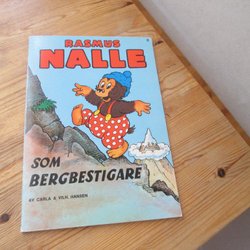 RASMUS
NALLE
SOM
BERGBESTIGARE
AV CARLA & VILH. HANSEN